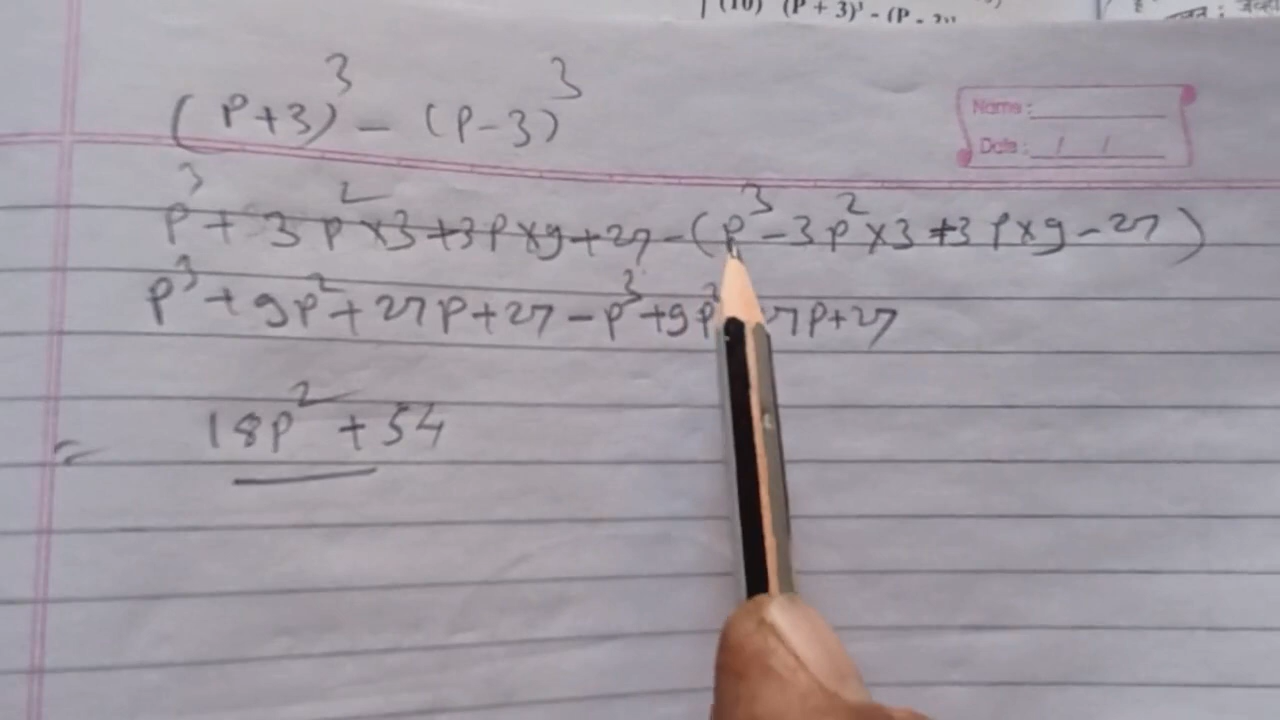 (10) (P + 3)³ - (P - 3)³
(P+3)³ - (P-3)³
Name :
Date : / /
P³ + 3P²×3+3P×9+27-(P³-3P²×3+3P×9-27)
P³+9P²+27P+27-P³+9P² 7P+27
= 18P²+54